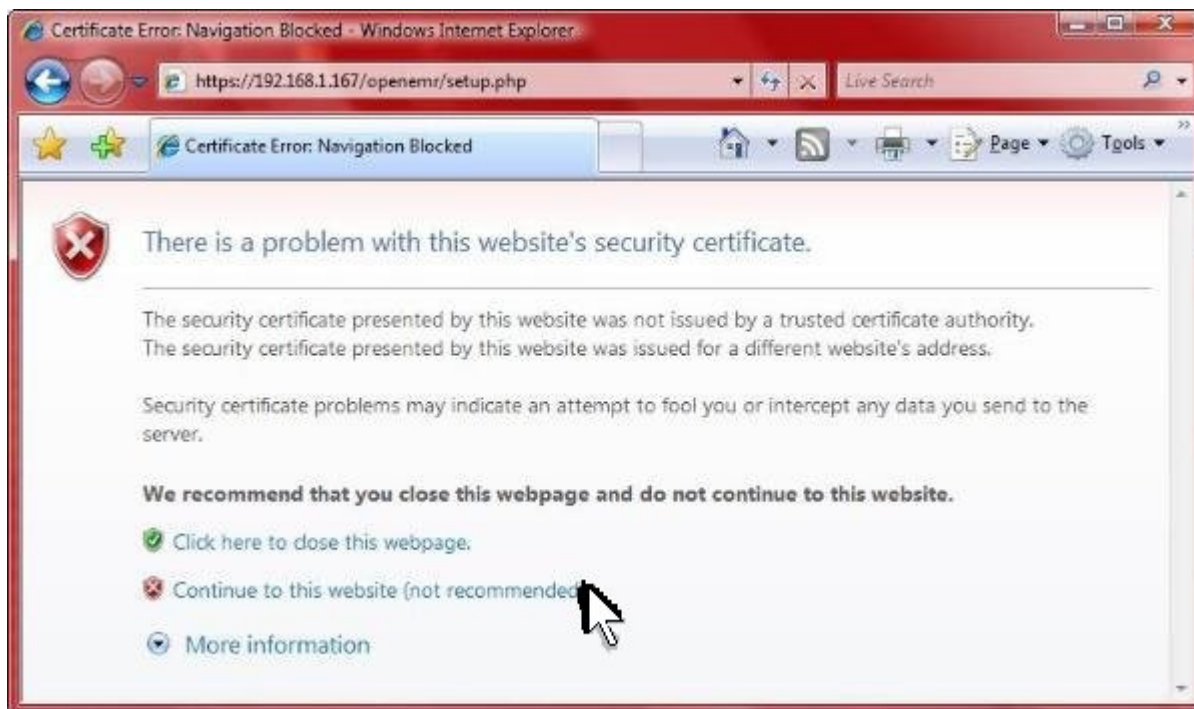 Certificate Error: Navigation Blocked - Windows Internet Explorer
https://192.168.1.167/openemr/setup.php
Live Search
Certificate Error: Navigation Blocked
Page
Tools
There is a problem with this website's security certificate.
The security certificate presented by this website was not issued by a trusted certificate authority.
The security certificate presented by this website was issued for a different website's address.
Security certificate problems may indicate an attempt to fool you or intercept any data you send to the
server.
We recommend that you close this webpage and do not continue to this website.
Click here to close this webpage.
Continue to this website (not recommended
More information